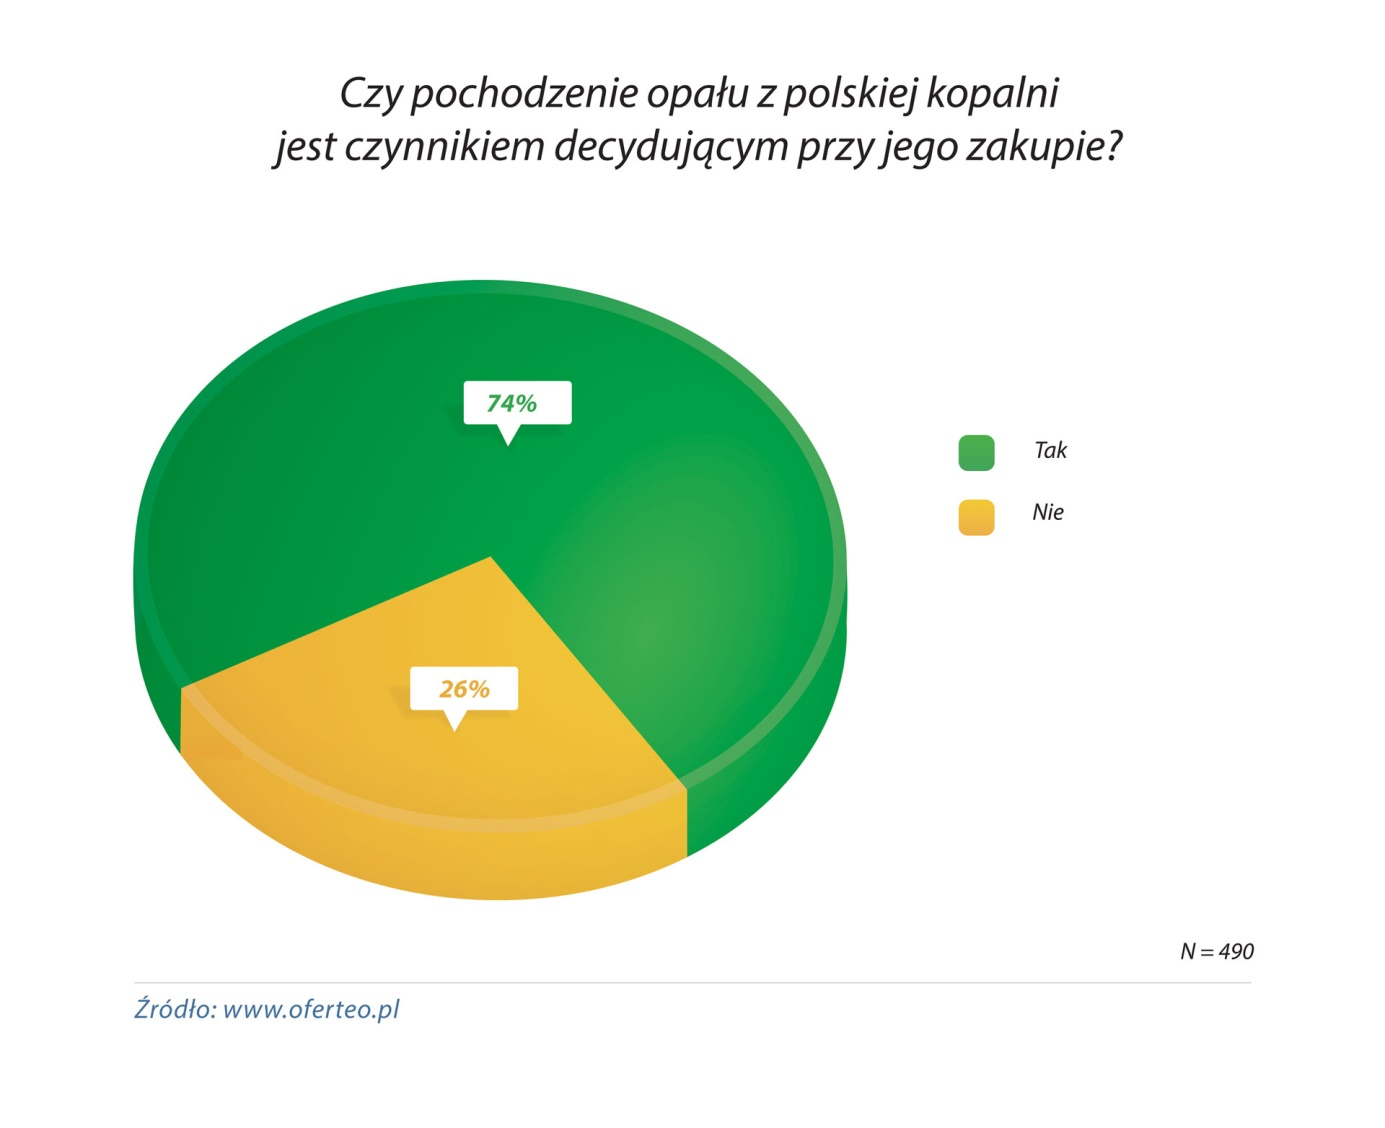 Czy pochodzenie opału z polskiej kopalni
jest czynnikiem decydującym przy jego zakupie?
74%
Tak
Nie
26%
N = 490
Źródło: www.oferteo.pl